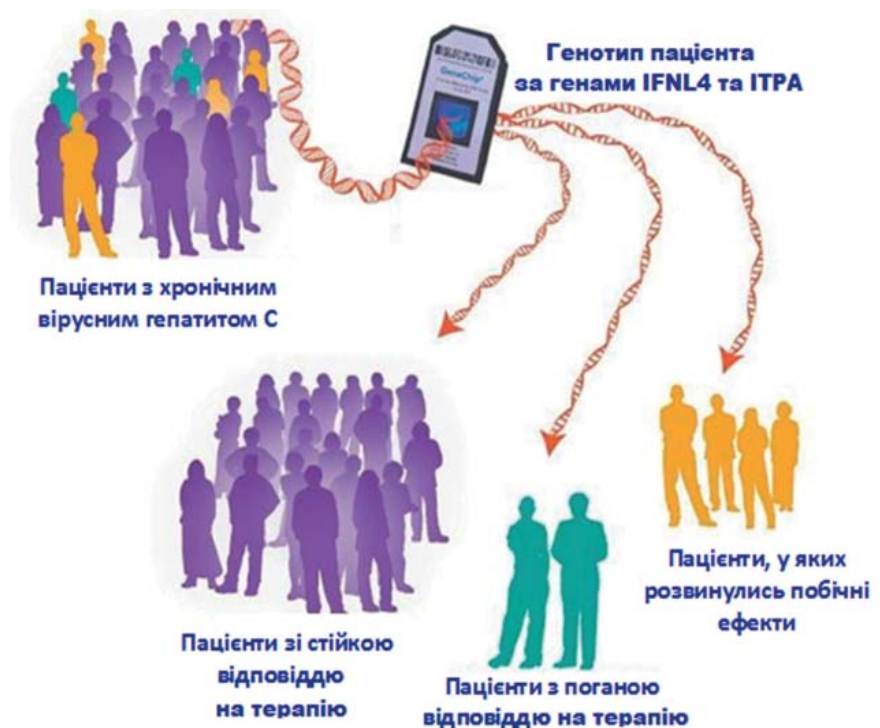 Генотип пацієнта
за генами IFNL4 та ITPA
GeneChip®
Пацієнти з хронічним
вірусним гепатитом С
Пацієнти, у яких
розвинулись побічні
ефекти
Пацієнти зі стійкою
відповіддю
на терапію
Пацієнти з поганою
відповіддю на терапію